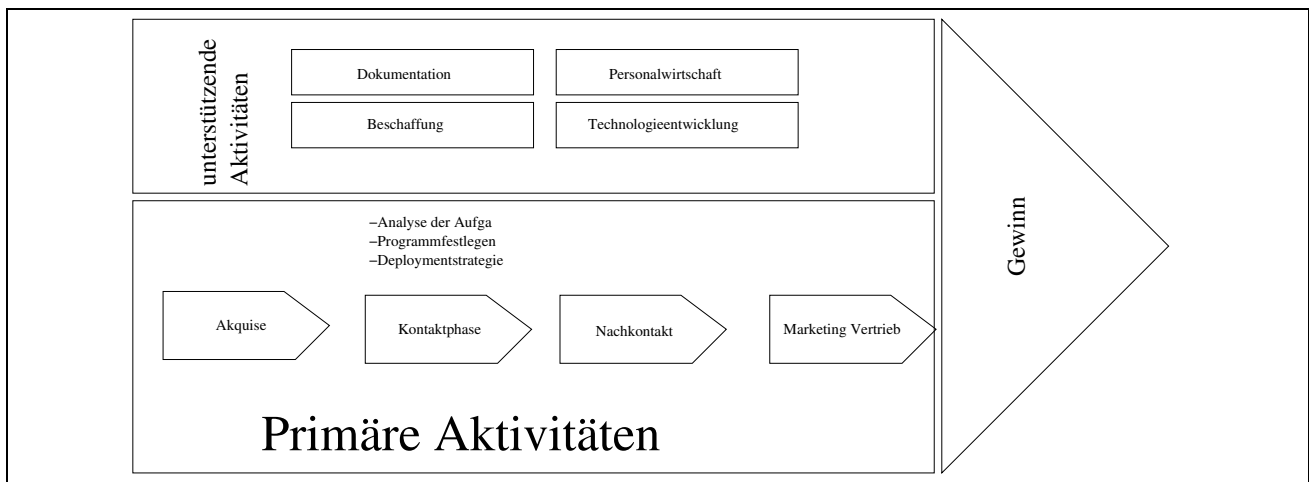 unterstützende
Aktivitäten
Dokumentation
Personalwirtschaft
Beschaffung
Technologieentwicklung
−Analyse der Aufga
−Programmfestlegen
−Deploymentstrategie
Akquise
Kontaktphase
Nachkontakt
Marketing Vertrieb
Primäre Aktivitäten
Gewinn